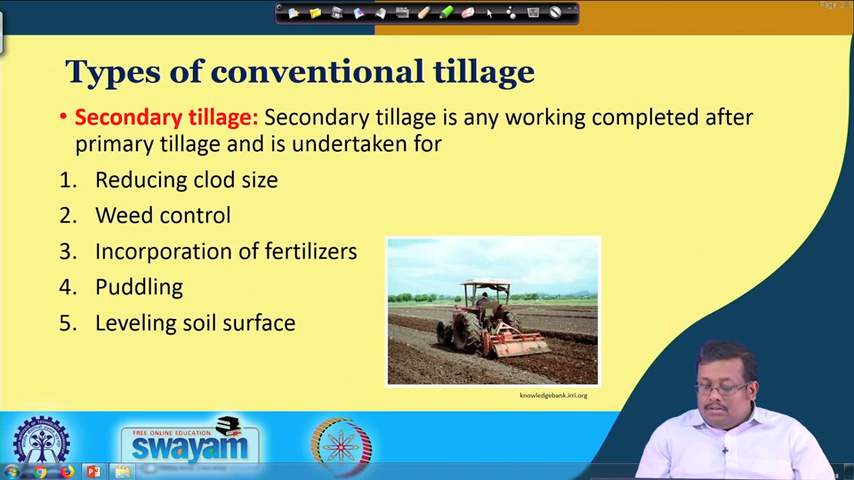 Types of conventional tillage
• Secondary tillage: Secondary tillage is any working completed after
primary tillage and is undertaken for
1. Reducing clod size
2. Weed control
3. Incorporation of fertilizers
4. Puddling
5. Leveling soil surface
knowledgebank.irri.org
FREE ONLINE EDUCATION
swayam